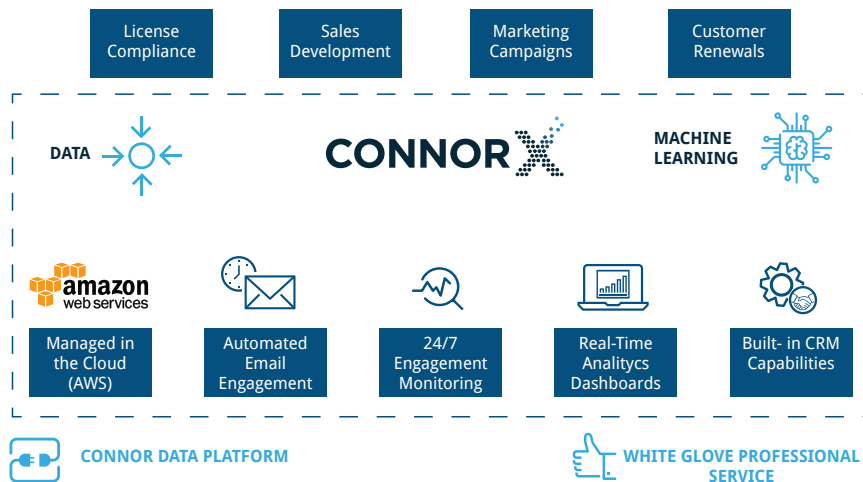 License
Compliance
Sales
Development
Marketing
Campaigns
Customer
Renewals
DATA
CONNOR X
MACHINE
LEARNING
amazon
web services
Managed in
the Cloud
(AWS)
Automated
Email
Engagement
24/7
Engagement
Monitoring
Real-Time
Analitycs
Dashboards
Built- in CRM
Capabilities
CONNOR DATA PLATFORM
WHITE GLOVE PROFESSIONAL
SERVICE